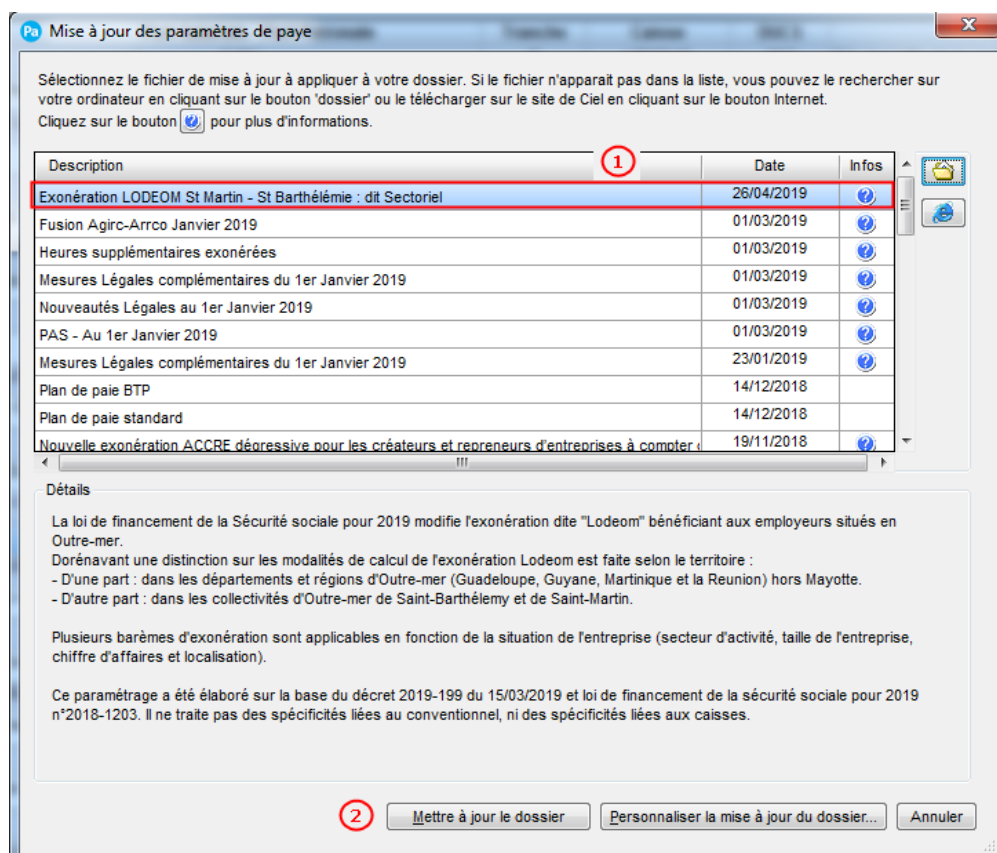 Pa Mise à jour des paramètres de paye
Sélectionnez le fichier de mise à jour à appliquer à votre dossier. Si le fichier n'apparait pas dans la liste, vous pouvez le rechercher sur
votre ordinateur en cliquant sur le bouton 'dossier' ou le télécharger sur le site de Ciel en cliquant sur le bouton Internet.
Cliquez sur le bouton ? pour plus d'informations.
1
Description Date Infos
Exonération LODEOM St Martin - St Barthélémie : dit Sectoriel 26/04/2019 ?
Fusion Agirc-Arrco Janvier 2019 01/03/2019 ?
Heures supplémentaires exonérées 01/03/2019 ?
Mesures Légales complémentaires du 1er Janvier 2019 01/03/2019 ?
Nouveautés Légales au 1er Janvier 2019 01/03/2019 ?
PAS - Au 1er Janvier 2019 01/03/2019 ?
Mesures Légales complémentaires du 1er Janvier 2019 23/01/2019 ?
Plan de paie BTP 14/12/2018
Plan de paie standard 14/12/2018
Nouvelle exonération ACCRE dégressive pour les créateurs et repreneurs d'entreprises à compter 19/11/2018 ?
Détails
La loi de financement de la Sécurité sociale pour 2019 modifie l'exonération dite "Lodeom" bénéficiant aux employeurs situés en
Outre-mer.
Dorénavant une distinction sur les modalités de calcul de l'exonération Lodeom est faite selon le territoire :
- D'une part : dans les départements et régions d'Outre-mer (Guadeloupe, Guyane, Martinique et la Reunion) hors Mayotte.
- D'autre part : dans les collectivités d'Outre-mer de Saint-Barthélemy et de Saint-Martin.
Plusieurs barèmes d'exonération sont applicables en fonction de la situation de l'entreprise (secteur d'activité, taille de l'entreprise,
chiffre d'affaires et localisation).
Ce paramétrage a été élaboré sur la base du décret 2019-199 du 15/03/2019 et loi de financement de la sécurité sociale pour 2019
n°2018-1203. Il ne traite pas des spécificités liées au conventionnel, ni des spécificités liées aux caisses.
2 Mettre à jour le dossier Personnaliser la mise à jour du dossier... Annuler